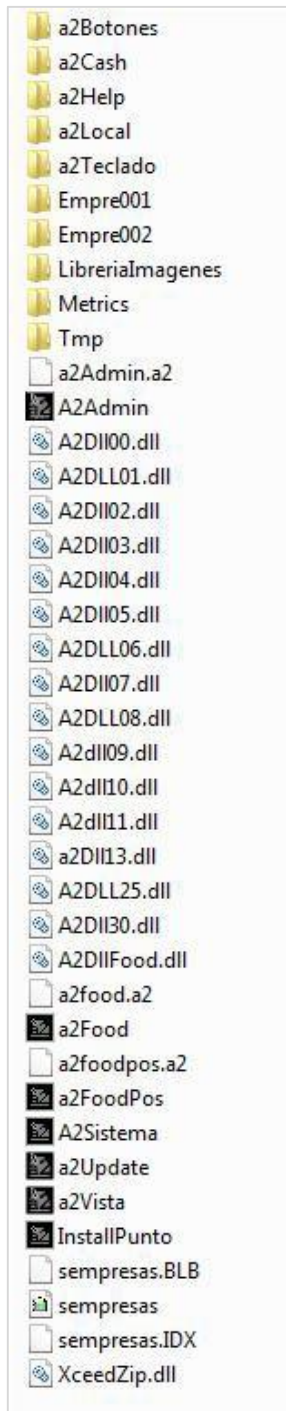 a2Botones
a2Cash
a2Help
a2Local
a2Teclado
Empre001
Empre002
LibreriaImagenes
Metrics
Tmp
a2Admin.a2
A2Admin
A2Dll00.dll
A2DLL01.dll
A2Dll02.dll
A2Dll03.dll
A2Dll04.dll
A2Dll05.dll
A2DLL06.dll
A2Dll07.dll
A2DLL08.dll
A2dll09.dll
A2dll10.dll
A2dll11.dll
a2Dll13.dll
A2DLL25.dll
A2Dll30.dll
A2DllFood.dll
a2food.a2
a2Food
a2foodpos.a2
a2FoodPos
A2Sistema
a2Update
a2Vista
InstallPunto
sempresas.BLB
sempresas
sempresas.IDX
XceedZip.dll